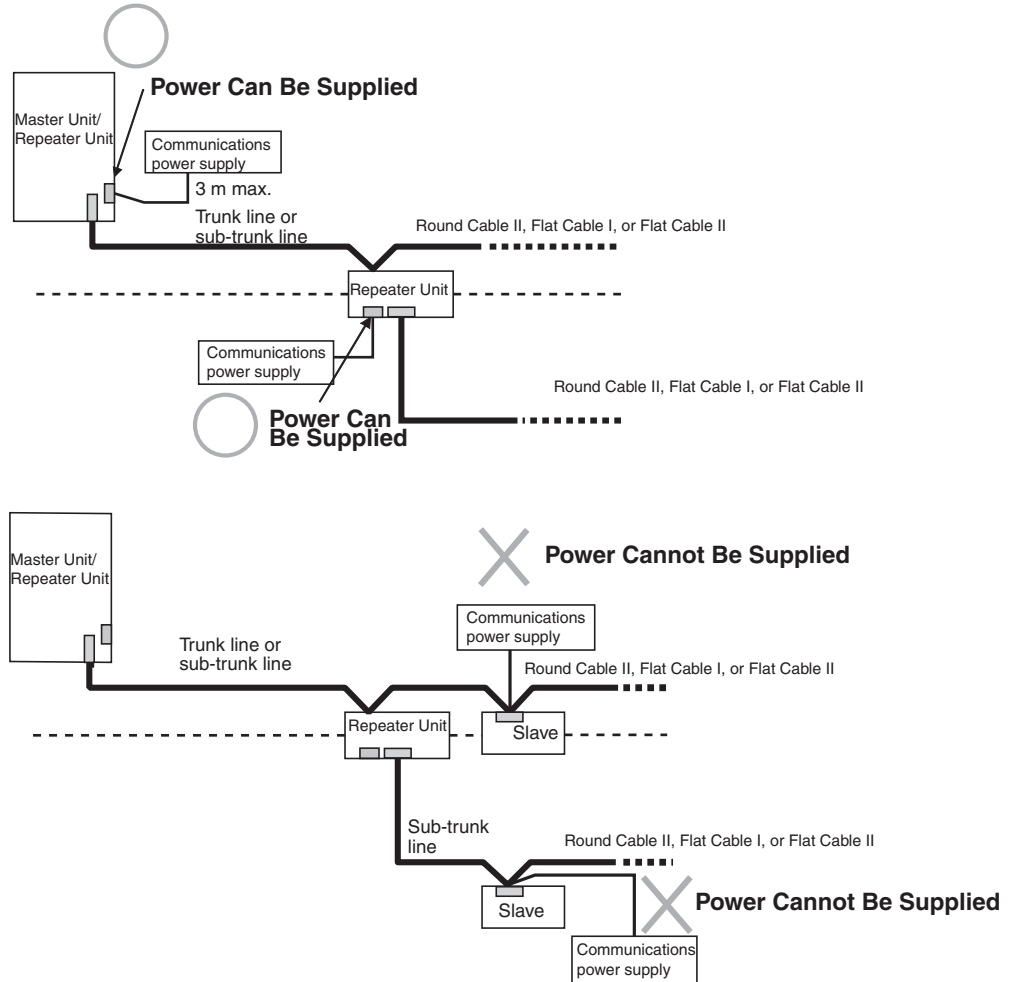 Power Can Be Supplied
Master Unit/
Repeater Unit
Communications
power supply
3 m max.
Trunk line or
sub-trunk line
Round Cable II, Flat Cable I, or Flat Cable II
Repeater Unit
Communications
power supply
Round Cable II, Flat Cable I, or Flat Cable II
Power Can
Be Supplied
Master Unit/
Repeater Unit
Power Cannot Be Supplied
Communications
power supply
Trunk line or
sub-trunk line
Round Cable II, Flat Cable I, or Flat Cable II
Repeater Unit
Slave
Sub-trunk
line
Round Cable II, Flat Cable I, or Flat Cable II
Slave
Power Cannot Be Supplied
Communications
power supply